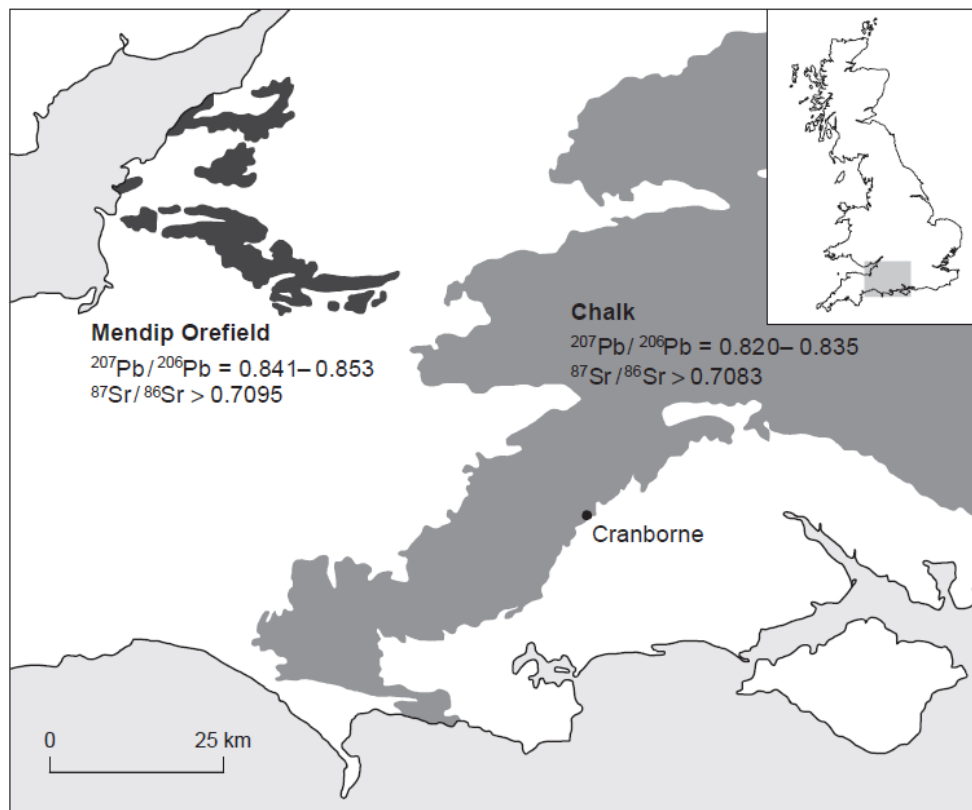 Mendip Orefield
²⁰⁷Pb/²⁰⁶Pb = 0.841–0.853
⁸⁷Sr/⁸⁶Sr > 0.7095
Chalk
²⁰⁷Pb/²⁰⁶Pb = 0.820–0.835
⁸⁷Sr/⁸⁶Sr > 0.7083
Cranborne
0 25 km